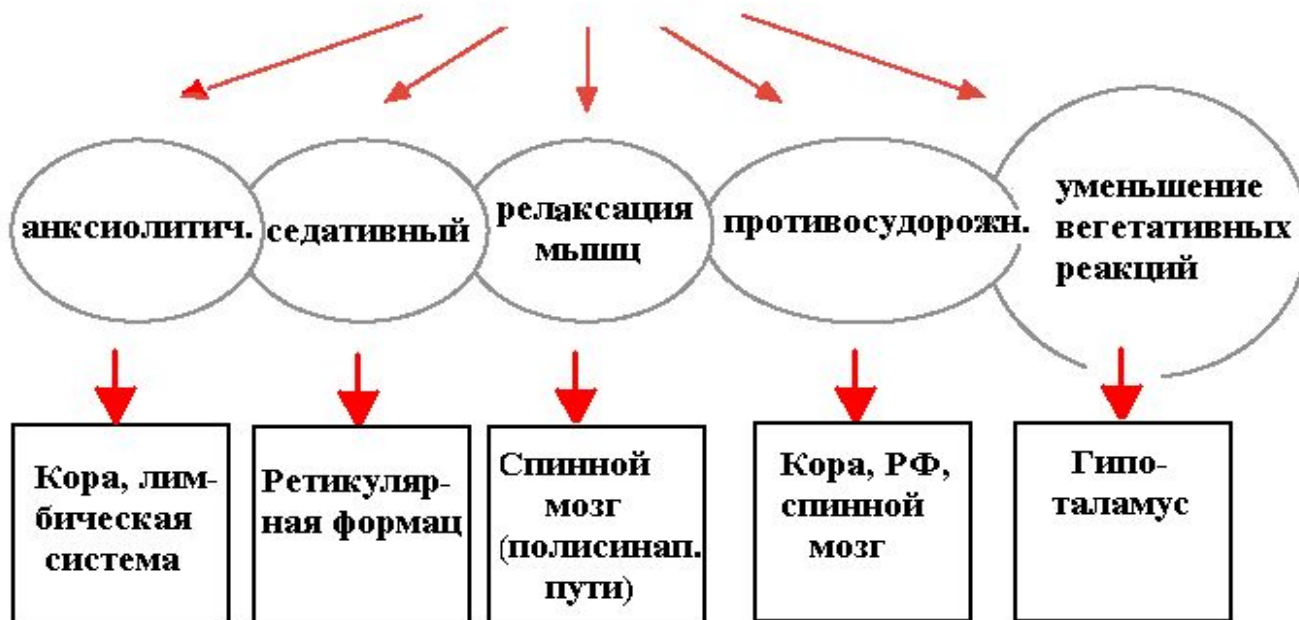 анксиолитич.
седативный
релаксация
мышц
противосудорожн.
уменьшение
вегетативных
реакций
Кора, лим-
бическая
система
Ретикуляр-
ная формац
Спинной
мозг
(полисинап.
пути)
Кора, РФ,
спинной
мозг
Гипо-
таламус